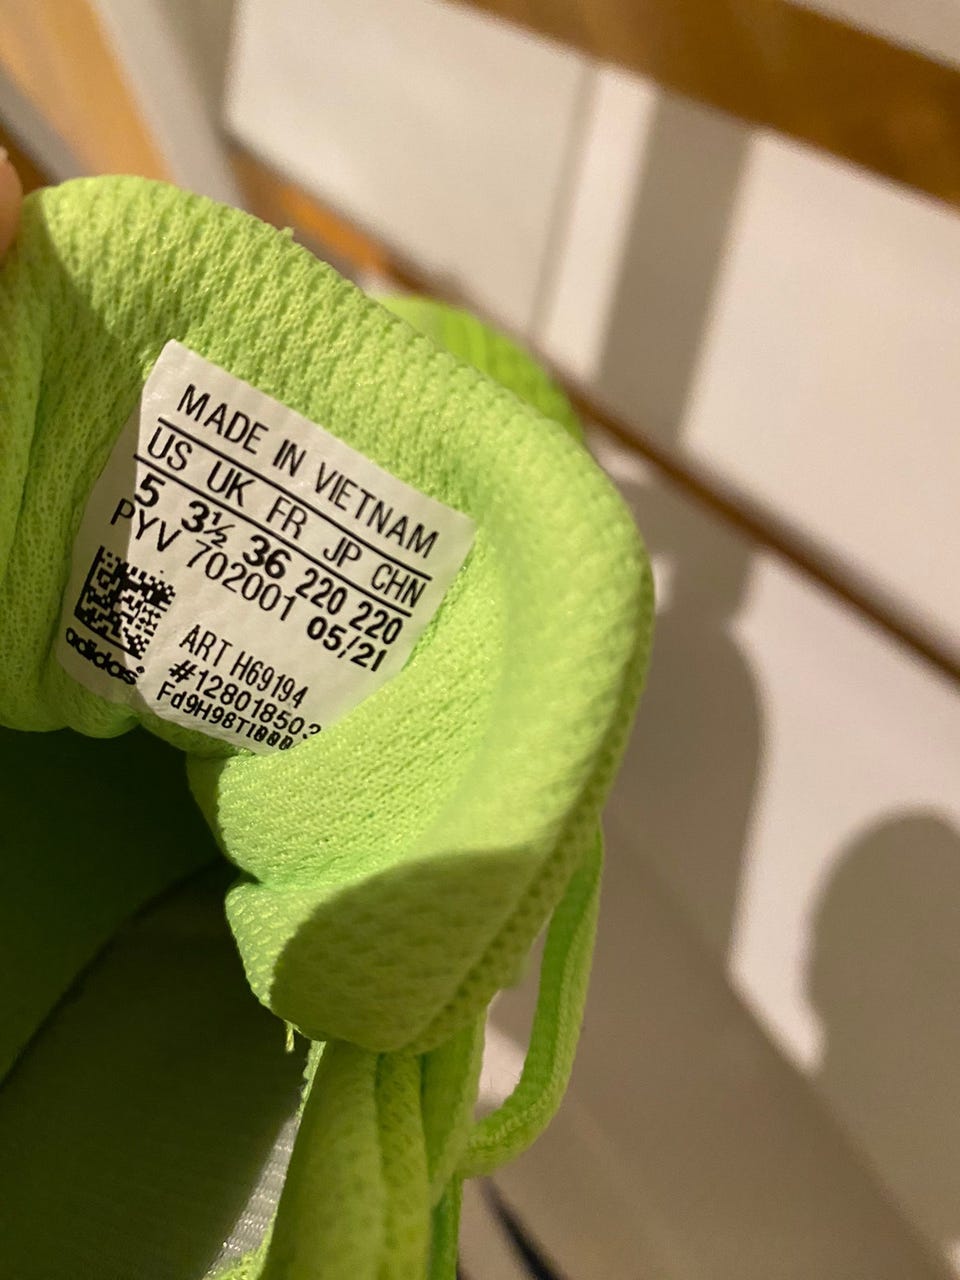 MADE IN VIETNAM
US UK FR JP CHN
5 3½ 36 220 220
PYV 702001 05/21
ART H69194
#128018503
adidas